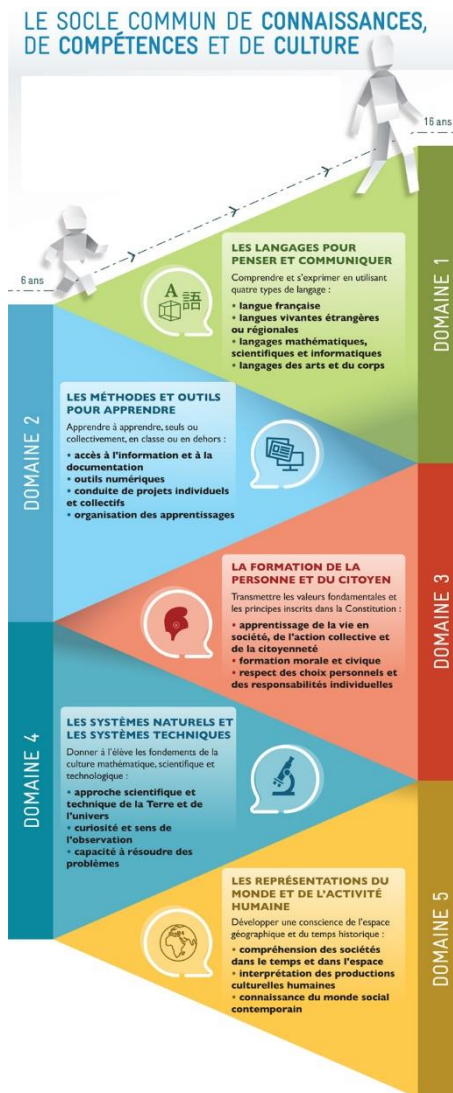 LE SOCLE COMMUN DE CONNAISSANCES,
DE COMPÉTENCES ET DE CULTURE
16 ans
6 ans
DOMAINE 1
LES LANGAGES POUR
PENSER ET COMMUNIQUER
Comprendre et s'exprimer en utilisant
quatre types de langage :
• langue française
• langues vivantes étrangères
ou régionales
• langages mathématiques,
scientifiques et informatiques
• langages des arts et du corps
A
語
DOMAINE 2
LES MÉTHODES ET OUTILS
POUR APPRENDRE
Apprendre à apprendre, seuls ou
collectivement, en classe ou en dehors :
• accès à l'information et à la
documentation
• outils numériques
• conduite de projets individuels
et collectifs
• organisation des apprentissages
DOMAINE 3
LA FORMATION DE LA
PERSONNE ET DU CITOYEN
Transmettre les valeurs fondamentales et
les principes inscrits dans la Constitution :
• apprentissage de la vie en
société, de l'action collective et
de la citoyenneté
• formation morale et civique
• respect des choix personnels et
des responsabilités individuelles
DOMAINE 4
LES SYSTÈMES NATURELS ET
LES SYSTÈMES TECHNIQUES
Donner à l'élève les fondements de la
culture mathématique, scientifique et
technologique :
• approche scientifique et
technique de la Terre et de
l'univers
• curiosité et sens de
l'observation
• capacité à résoudre des
problèmes
DOMAINE 5
LES REPRÉSENTATIONS DU
MONDE ET DE L'ACTIVITÉ
HUMAINE
Développer une conscience de l'espace
géographique et du temps historique :
• compréhension des sociétés
dans le temps et dans l'espace
• interprétation des productions
culturelles humaines
• connaissance du monde social
contemporain